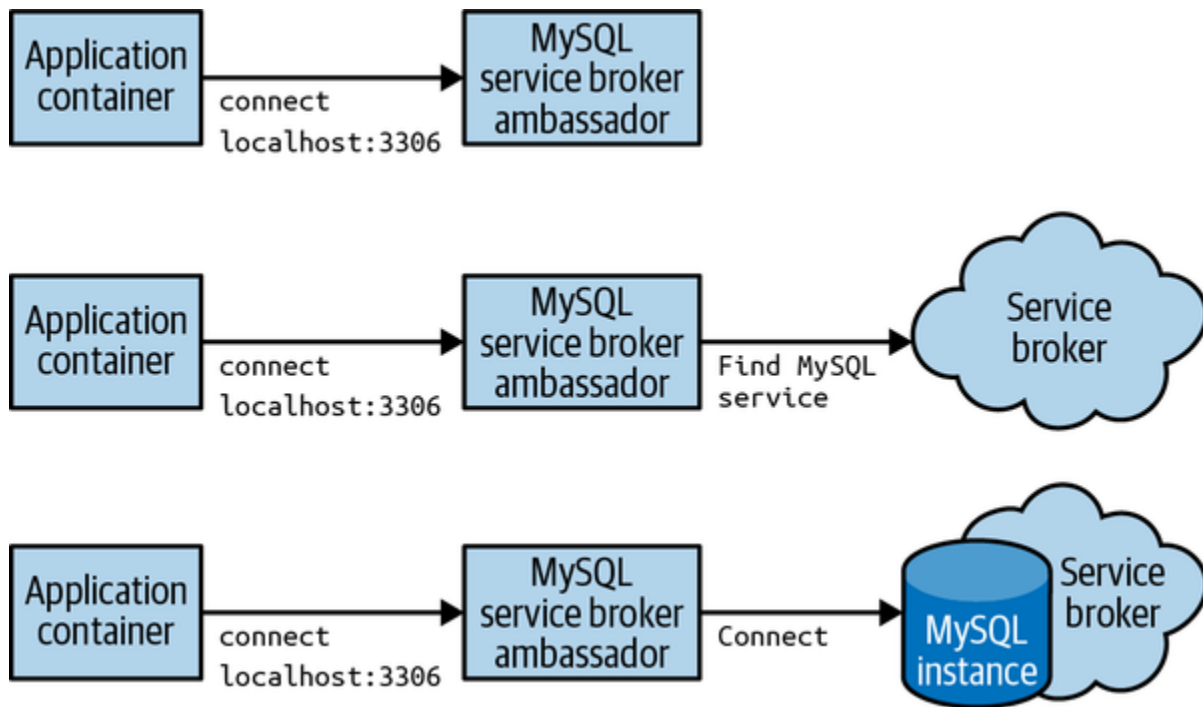 Application
container
connect
localhost:3306
MySQL
service broker
ambassador
Application
container
connect
localhost:3306
MySQL
service broker
ambassador
Find MySQL
service
Service
broker
Application
container
connect
localhost:3306
MySQL
service broker
ambassador
Connect
MySQL
instance
Service
broker